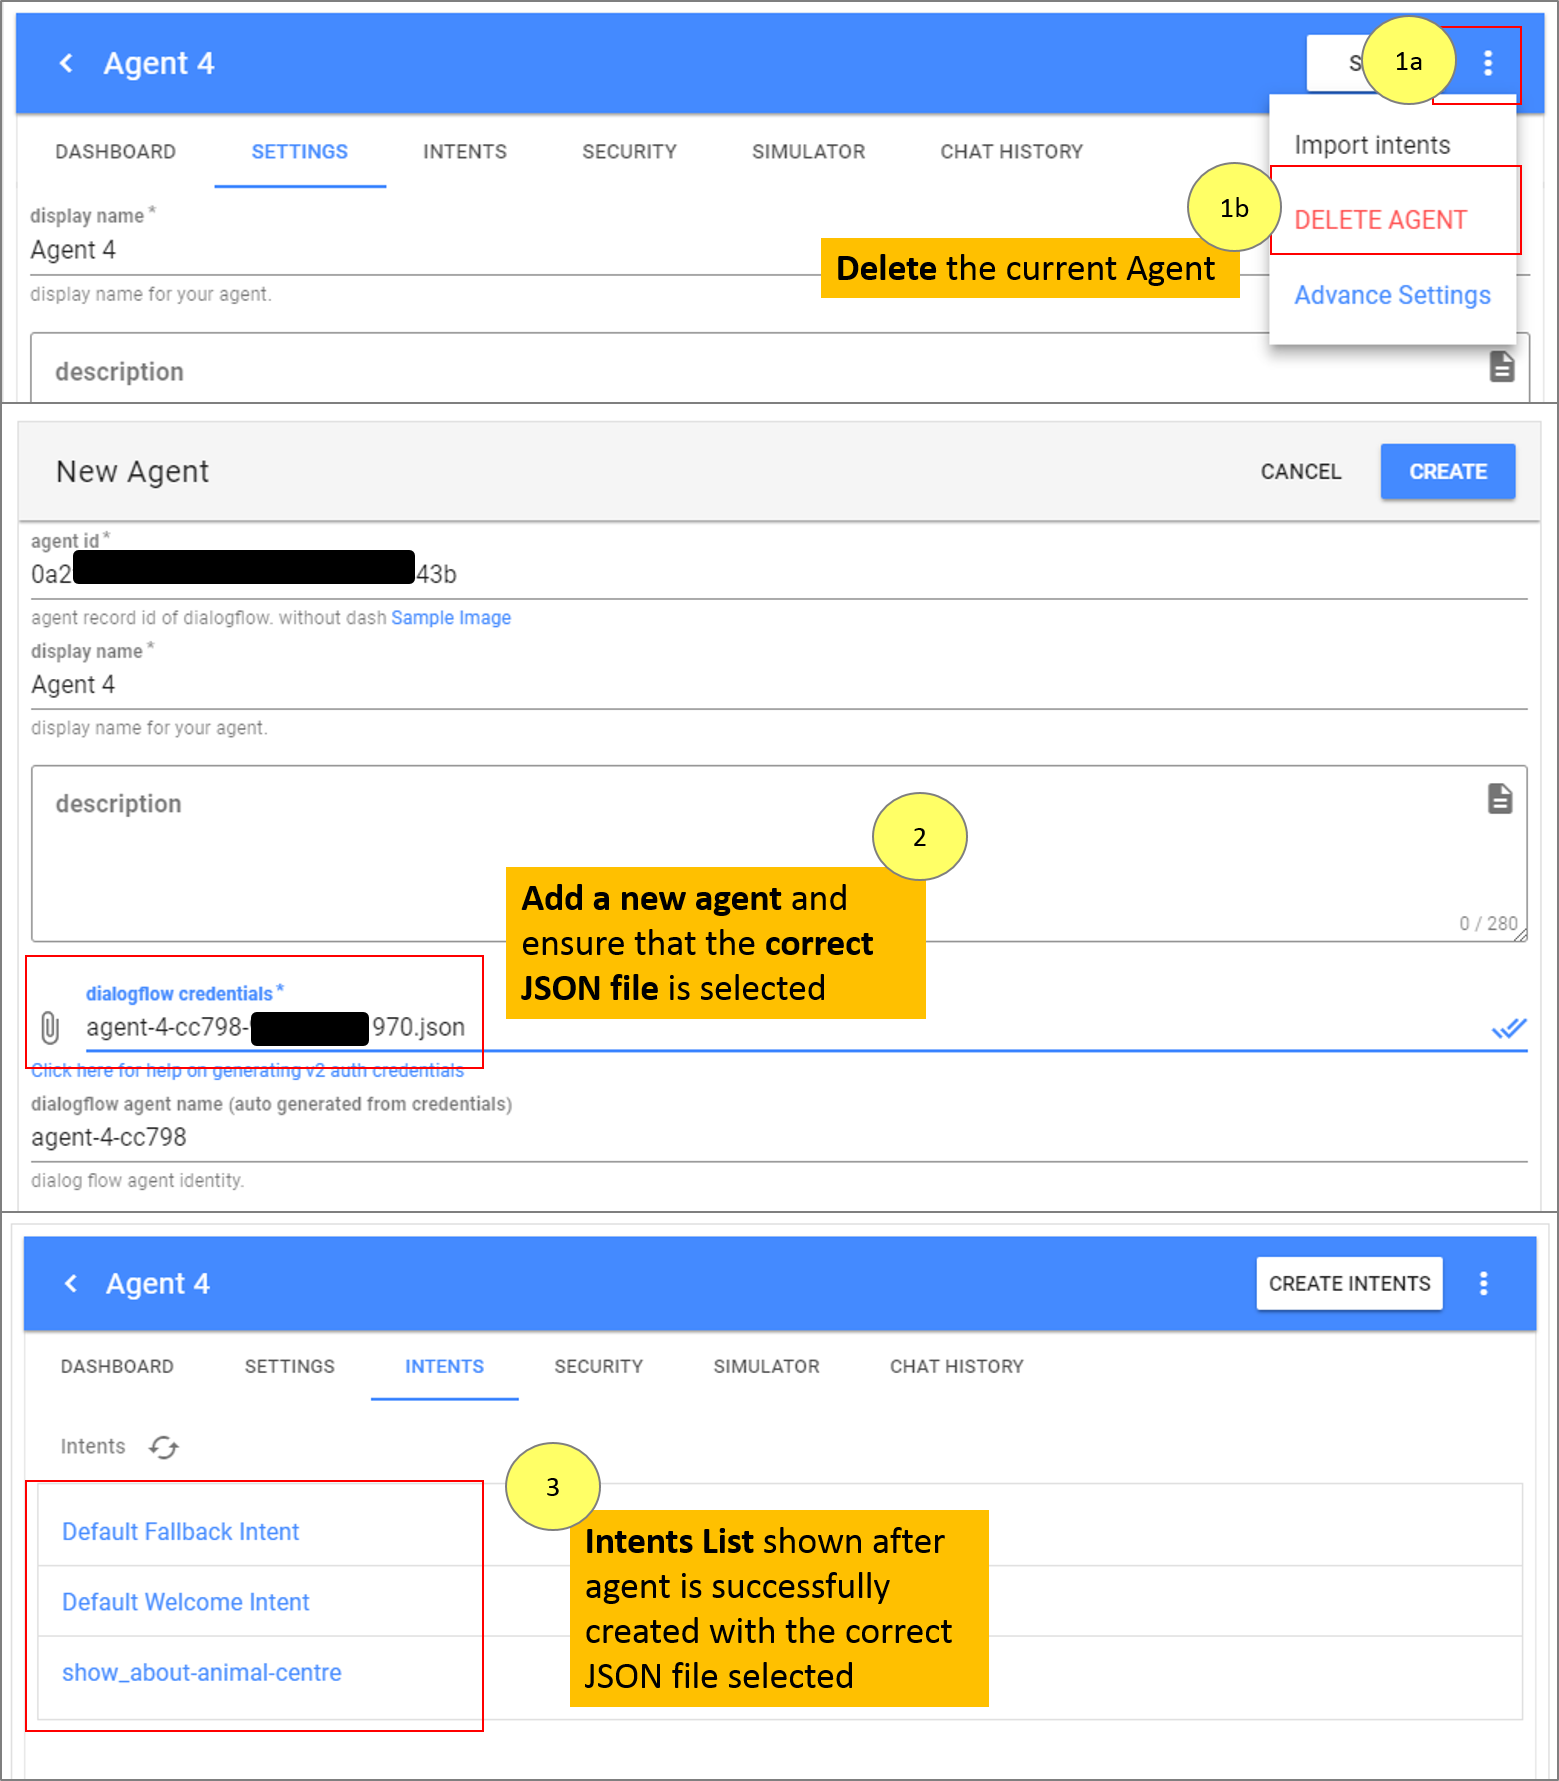 Agent 4
1a
DASHBOARD SETTINGS INTENTS SECURITY SIMULATOR CHAT HISTORY
Import intents
1b
DELETE AGENT
Advance Settings
display name *
Agent 4
Delete the current Agent
display name for your agent.
description
New Agent
CANCEL
CREATE
agent id *
0a2 43b
agent record id of dialogflow. without dash Sample Image
display name *
Agent 4
display name for your agent.
description
2
0 / 280
Add a new agent and
ensure that the correct
JSON file is selected
dialogflow credentials *
agent-4-cc798- 970.json
Click here for help on generating v2 auth credentials
dialogflow agent name (auto generated from credentials)
agent-4-cc798
dialog flow agent identity.
Agent 4
CREATE INTENTS
DASHBOARD SETTINGS INTENTS SECURITY SIMULATOR CHAT HISTORY
Intents
3
Default Fallback Intent
Default Welcome Intent
show_about-animal-centre
Intents List shown after
agent is successfully
created with the correct
JSON file selected